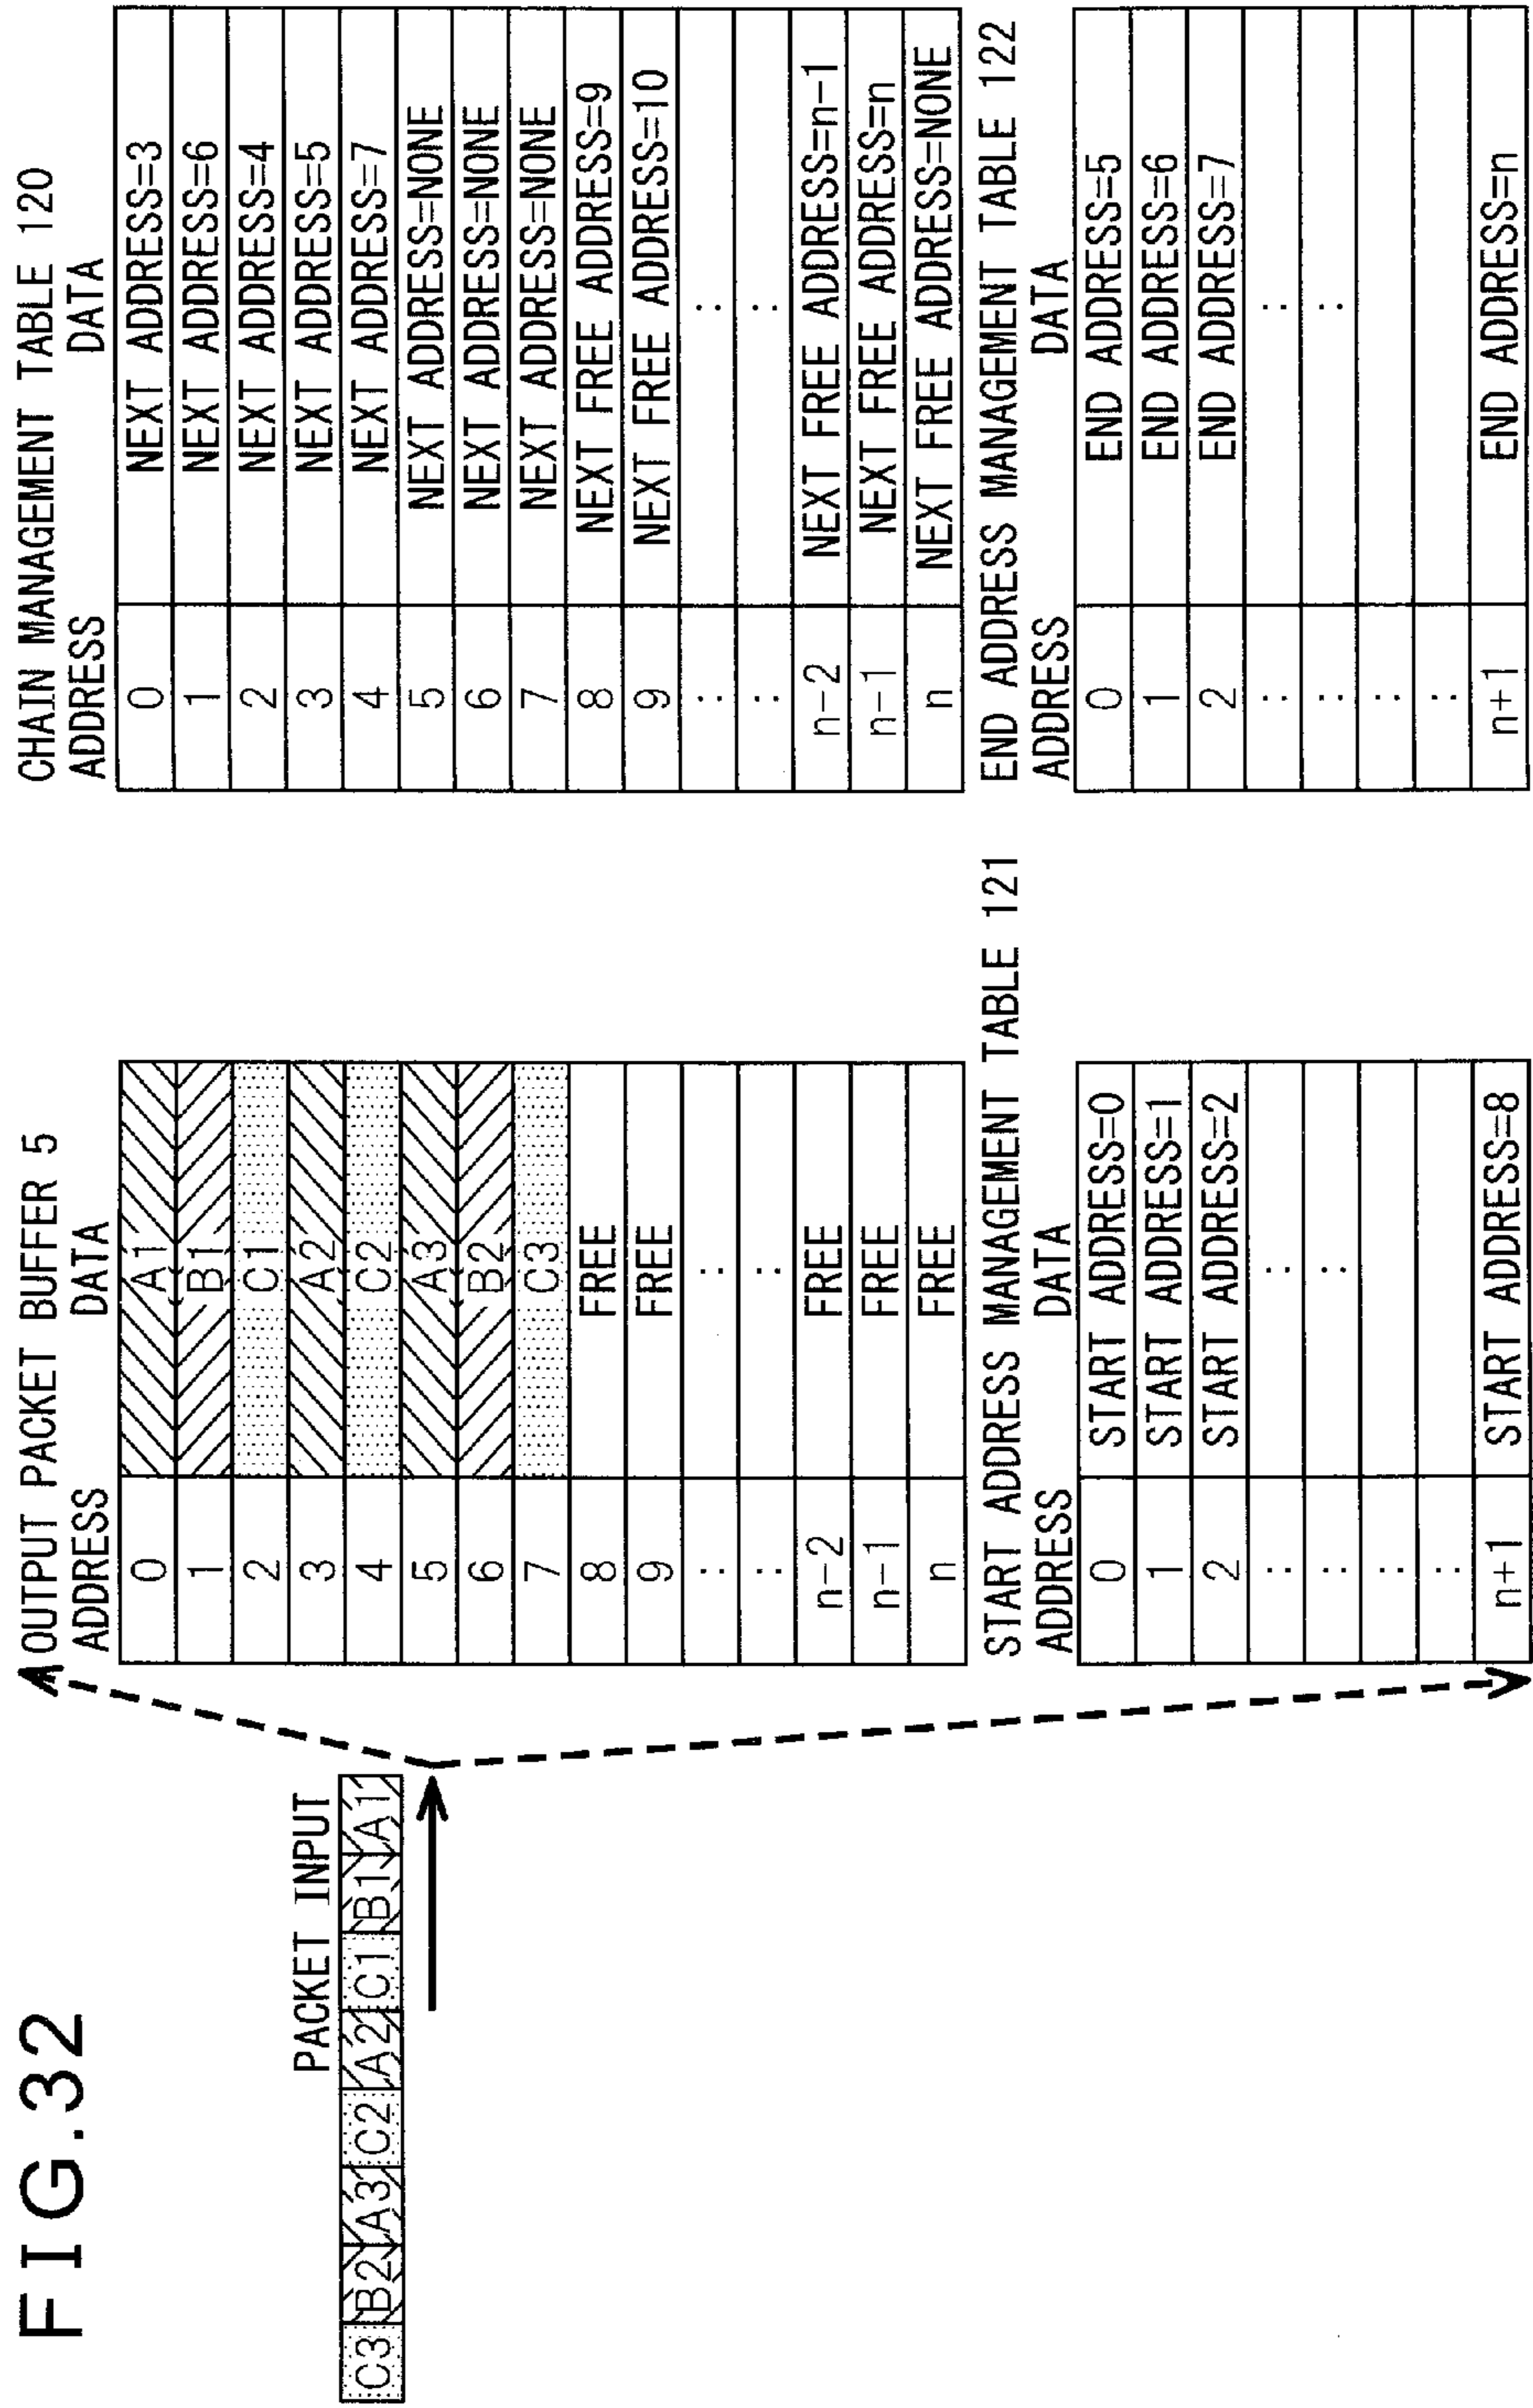 FIG.32
PACKET INPUT
C3 B2 A3 C2 A2 C1 B1 A1
OUTPUT PACKET BUFFER 5
ADDRESS DATA
0 A1
1 B1
2 C1
3 A2
4 C2
5 A3
6 B2
7 C3
8 FREE
9 FREE
: :
: :
n-2 FREE
n-1 FREE
n FREE
CHAIN MANAGEMENT TABLE 120
ADDRESS DATA
0 NEXT ADDRESS=3
1 NEXT ADDRESS=6
2 NEXT ADDRESS=4
3 NEXT ADDRESS=5
4 NEXT ADDRESS=7
5 NEXT ADDRESS=NONE
6 NEXT ADDRESS=NONE
7 NEXT ADDRESS=NONE
8 NEXT FREE ADDRESS=9
9 NEXT FREE ADDRESS=10
: :
: :
n-2 NEXT FREE ADDRESS=n-1
n-1 NEXT FREE ADDRESS=n
n NEXT FREE ADDRESS=NONE
START ADDRESS MANAGEMENT TABLE 121
ADDRESS DATA
0 START ADDRESS=0
1 START ADDRESS=1
2 START ADDRESS=2
: :
: :
:
:
n+1 START ADDRESS=8
END ADDRESS MANAGEMENT TABLE 122
ADDRESS DATA
0 END ADDRESS=5
1 END ADDRESS=6
2 END ADDRESS=7
: :
: :
:
:
n+1 END ADDRESS=n